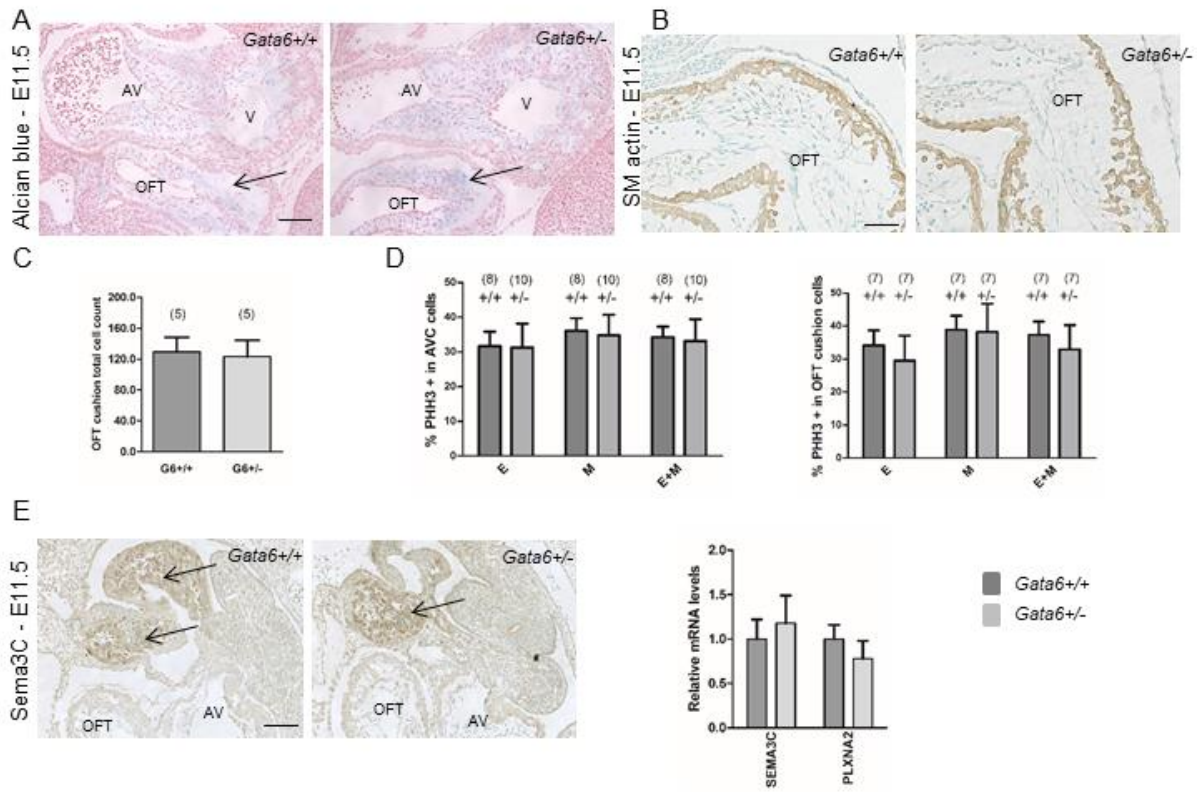 A
Alcian blue - E11.5
Gata6+/+
AV
V
OFT
Gata6+/-
AV
V
OFT
B
SM actin - E11.5
Gata6+/+
OFT
Gata6+/-
OFT
C
OFT cushion total cell count
200.0
160.0
120.0
80.0
40.0
0.0
(5)
(5)
G6+/+
G6+/-
D
% PHH3 + in AVC cells
50
40
30
20
10
0
(8) (10) (8) (10) (8) (10)
+/+ +/- +/+ +/- +/+ +/-
E M E+M
% PHH3 + in OFT cushion cells
50
40
30
20
10
0
(7) (7) (7) (7) (7) (7)
+/+ +/- +/+ +/- +/+ +/-
E M E+M
E
Sema3C - E11.5
Gata6+/+
OFT
AV
Gata6+/-
OFT
AV
Relative mRNA levels
2.0
1.5
1.0
0.5
0.0
SEMA3C
PLXNA2
Gata6+/+
Gata6+/-